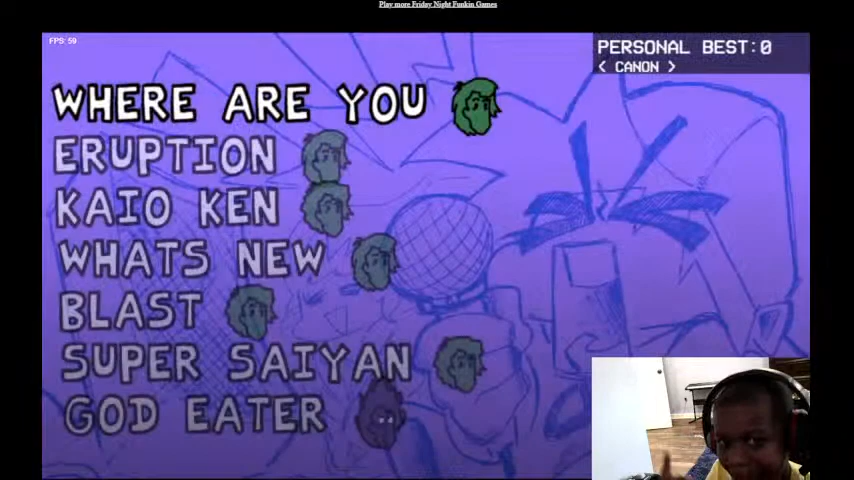 Play more Friday Night Funkin Games
FPS: 59
PERSONAL BEST:0
< CANON >
WHERE ARE YOU
ERUPTION
KAIO KEN
WHATS NEW
BLAST
SUPER SAIYAN
GOD EATER